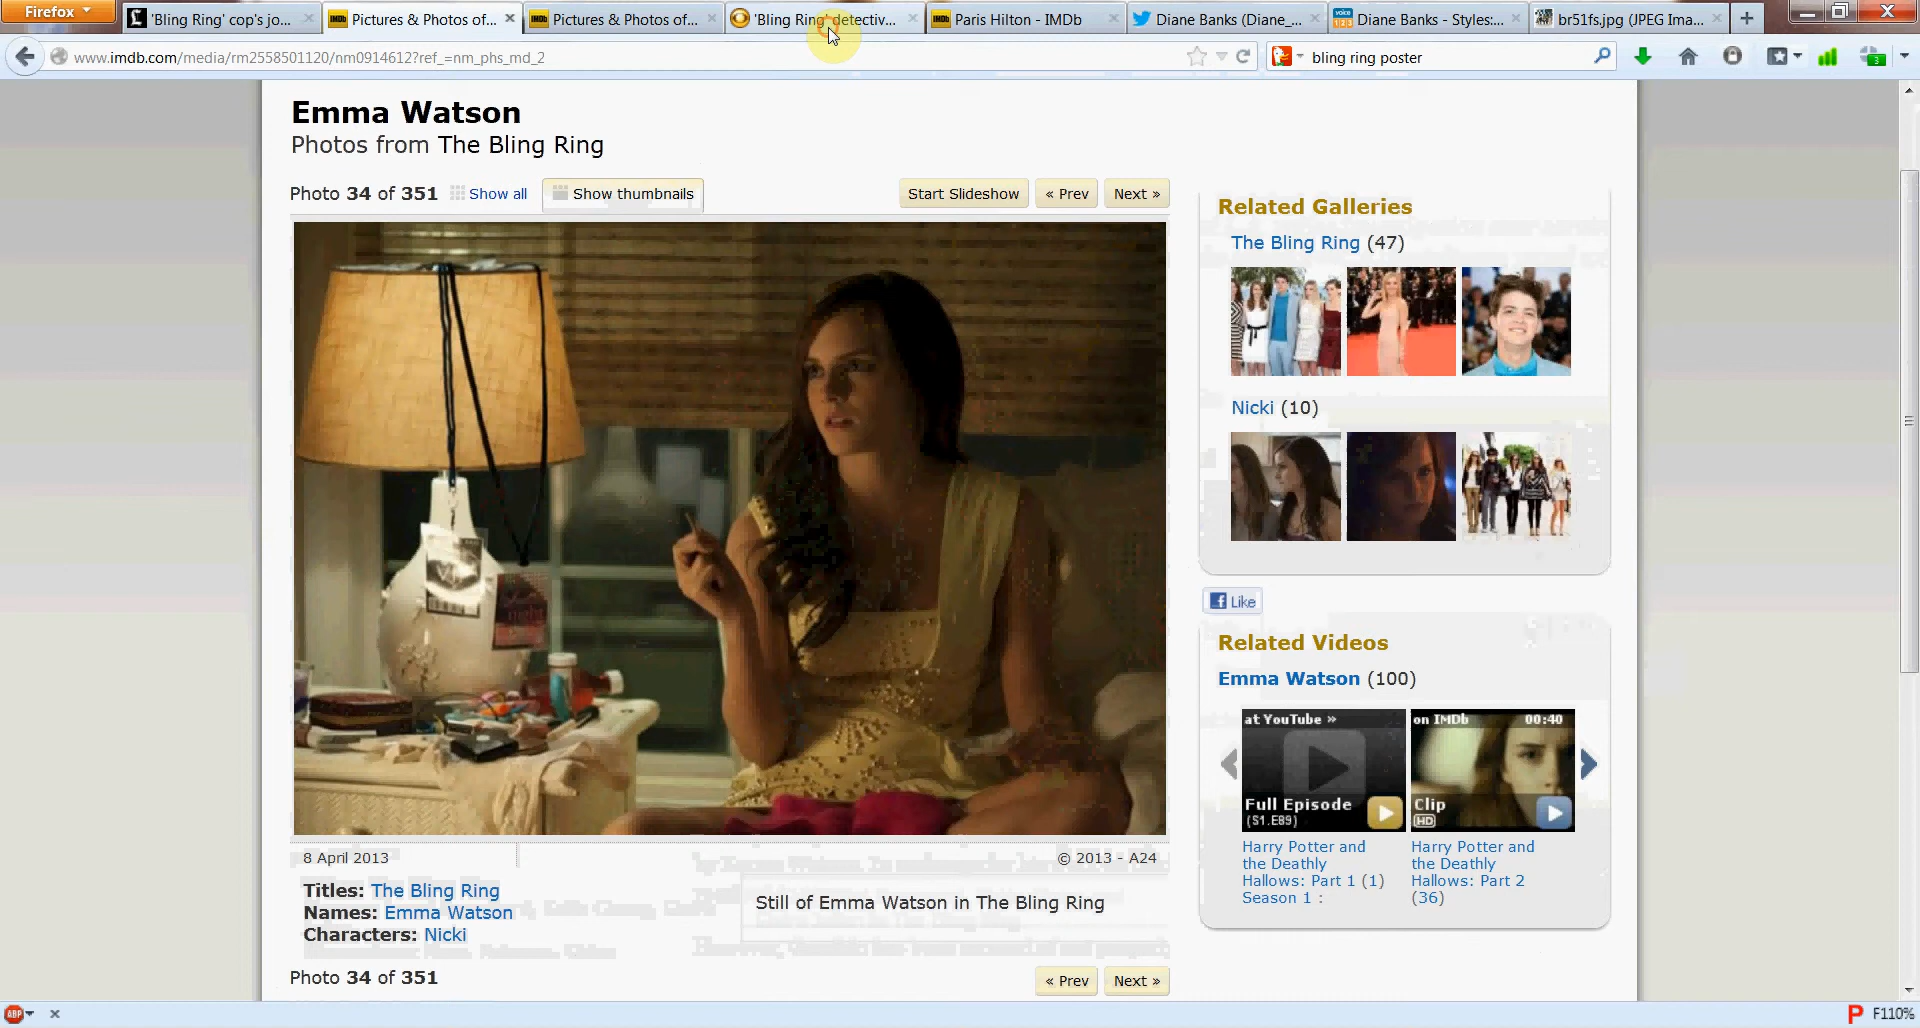 Firefox
'Bling Ring' cop's jo...
IMDb Pictures & Photos of...
IMDb Pictures & Photos of...
'Bling Ring' detectiv...
IMDb Paris Hilton - IMDb
Diane Banks (Diane_...
Diane Banks - Styles:...
br51fs.jpg (JPEG Ima...
www.imdb.com/media/rm2558501120/nm0914612?ref_=nm_phs_md_2
bling ring poster
3
Emma Watson
Photos from The Bling Ring
Photo 34 of 351
Show all
Show thumbnails
Start Slideshow
« Prev
Next »
Related Galleries
The Bling Ring (47)
Nicki (10)
Like
Related Videos
Emma Watson (100)
at YouTube »
Full Episode
(S1.E89)
on IMDb 00:40
Clip
HD
Harry Potter and
the Deathly
Hallows: Part 1 (1)
Season 1 :
Harry Potter and
the Deathly
Hallows: Part 2
(36)
8 April 2013
© 2013 - A24
Titles: The Bling Ring
Names: Emma Watson
Characters: Nicki
Still of Emma Watson in The Bling Ring
Photo 34 of 351
« Prev
Next »
ABP
F110%